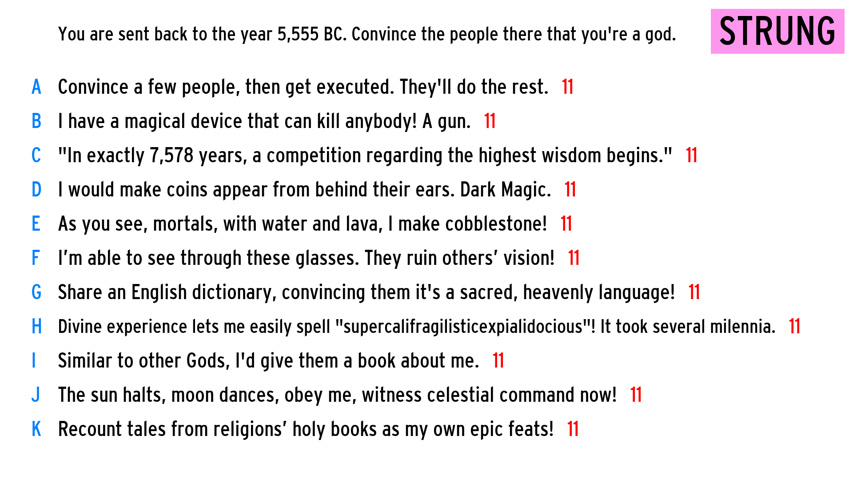 You are sent back to the year 5,555 BC. Convince the people there that you're a god.
STRUNG
A Convince a few people, then get executed. They'll do the rest. 11
B I have a magical device that can kill anybody! A gun. 11
C "In exactly 7,578 years, a competition regarding the highest wisdom begins." 11
D I would make coins appear from behind their ears. Dark Magic. 11
E As you see, mortals, with water and lava, I make cobblestone! 11
F I’m able to see through these glasses. They ruin others’ vision! 11
G Share an English dictionary, convincing them it's a sacred, heavenly language! 11
H Divine experience lets me easily spell "supercalifragilisticexpialidocious"! It took several milennia. 11
I Similar to other Gods, I'd give them a book about me. 11
J The sun halts, moon dances, obey me, witness celestial command now! 11
K Recount tales from religions’ holy books as my own epic feats! 11